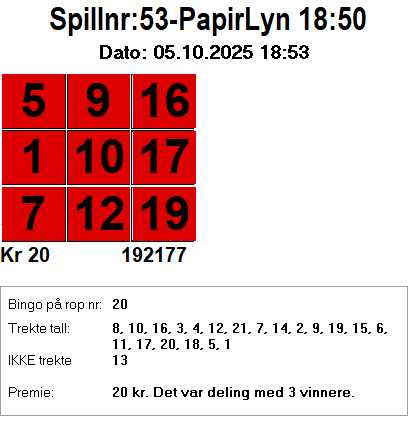 Spillnr:53-PapirLyn 18:50
Dato: 05.10.2025 18:53
5 9 16
1 10 17
7 12 19
Kr 20 192177
Bingo på rop nr: 20
Trekte tall: 8, 10, 16, 3, 4, 12, 21, 7, 14, 2, 9, 19, 15, 6,
11, 17, 20, 18, 5, 1
IKKE trekte 13
Premie: 20 kr. Det var deling med 3 vinnere.